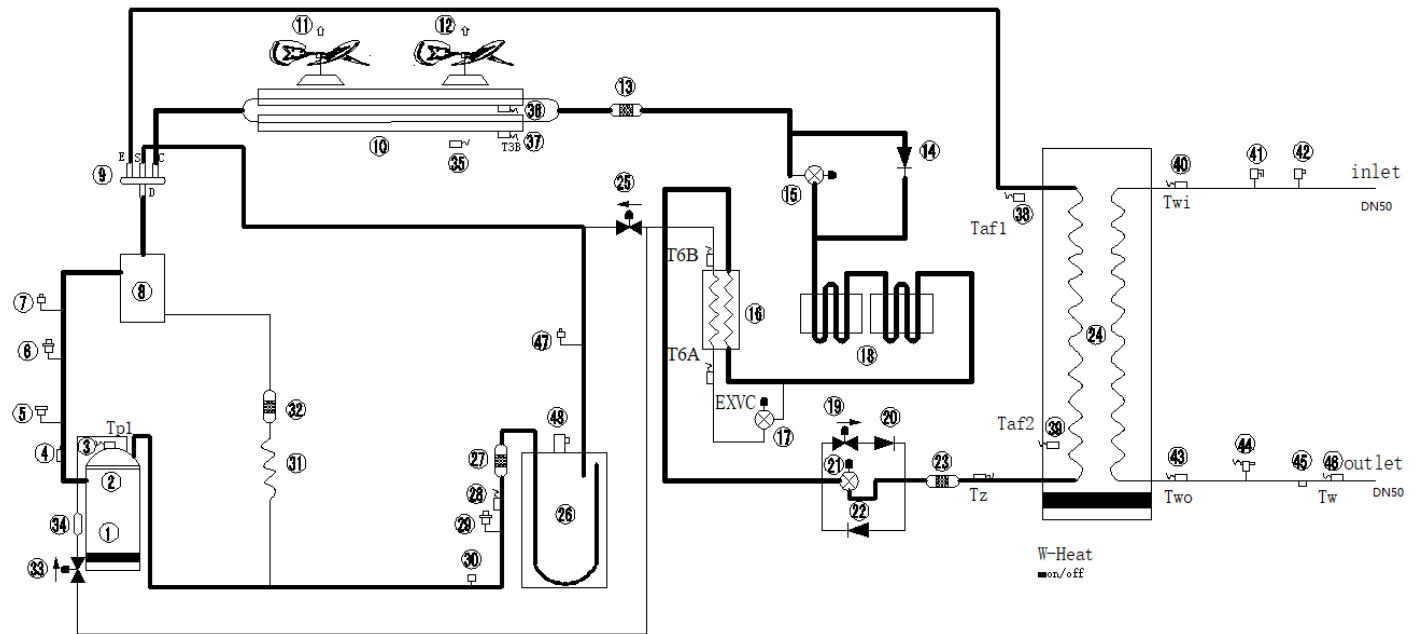 ⑪ ⑫
⑬
E S C
⑨
D
㊱
⑩ T3B ㊲
㉟
⑭
⑮
㉕
㊵ ㊶ ㊷ inlet
Twi DN50
㊳
Taf1
T6B
⑧
⑦
⑯
⑥
㊼
⑱
㉔
T6A
㉜
EXVC
⑤
Tp1
⑰
⑲ ⑳
㊽
Taf2 ㊴
③
④
②
㉗
㉑
㉓
㊸ ㊹ ㊺ ㊻ outlet
Tz
Two Tw DN50
㉛
㉘
㉖
㉒
㉞
①
㉙
㉚
㉝
W-Heat
on/off